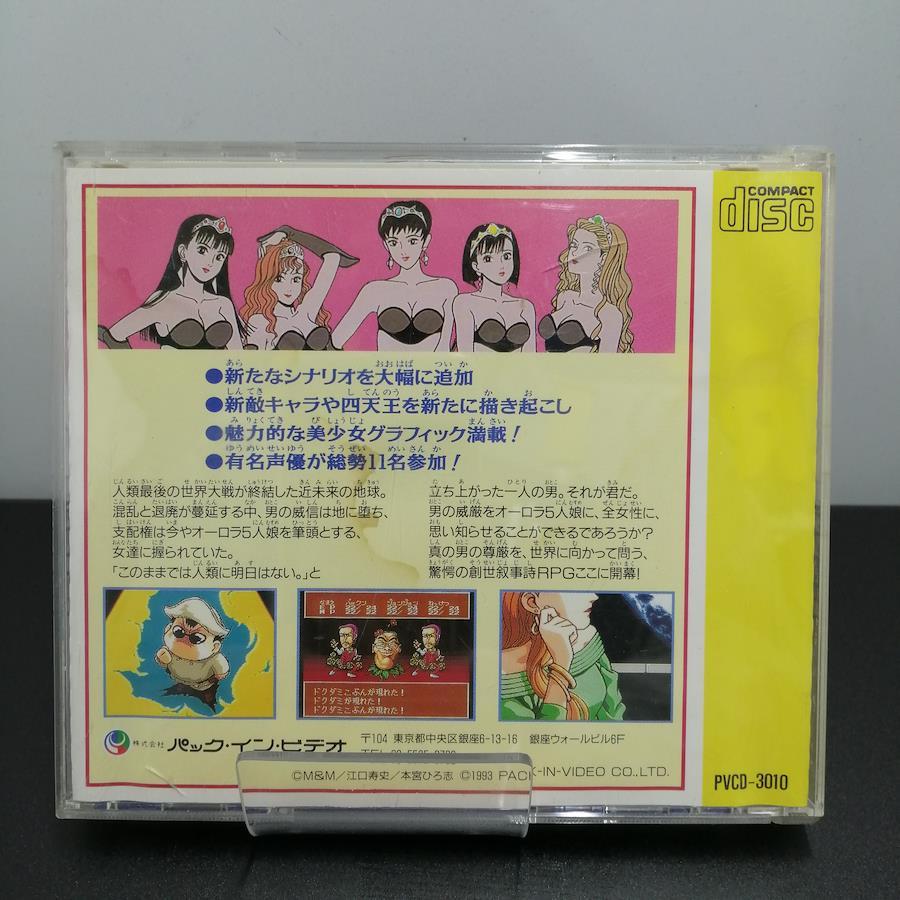 COMPACT
disc
●新たなシナリオを大幅に追加
●新敵キャラや四天王を新たに描き起こし
●魅力的な美少女グラフィック満載!
●有名声優が総勢11名参加!
人類最後の世界大戦が終結した近未来の地球。
混乱と退廃が蔓延する中、男の威信は地に堕ち、
支配権は今やオーロラ5人娘を筆頭とする、
女達に握られていた。
「このままでは人類に明日はない。」と
立ち上がった一人の男。それが君だ。
男の威厳をオーロラ5人娘に、全女性に、
思い知らせることができるであろうか?
真の男の尊厳を、世界に向かって問う、
驚愕の創世叙事詩RPGここに開幕!
ドクダミこぶんが現れた!
ドクダミが現れた!
ドクダミこぶんが現れた!
株式会社 パック・イン・ビデオ
〒104 東京都中央区銀座6-13-16 銀座ウォールビル6F
©M&M/江口寿史/本宮ひろ志 ©1993 PACK-IN-VIDEO CO.,LTD.
PVCD-3010